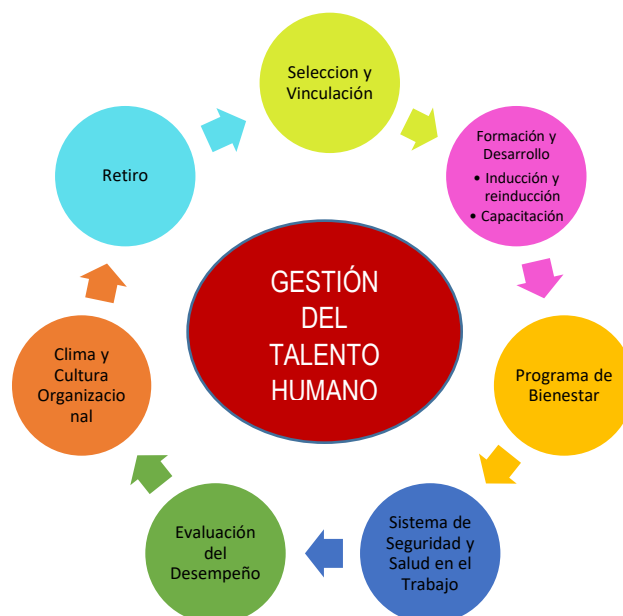 Seleccion y
Vinculación
Formación y
Desarrollo
• Inducción y
reinducción
• Capacitación
Programa de
Bienestar
Sistema de
Seguridad y
Salud en el
Trabajo
Evaluación
del
Desempeño
Clima y
Cultura
Organizacio
nal
Retiro
GESTIÓN
DEL
TALENTO
HUMANO